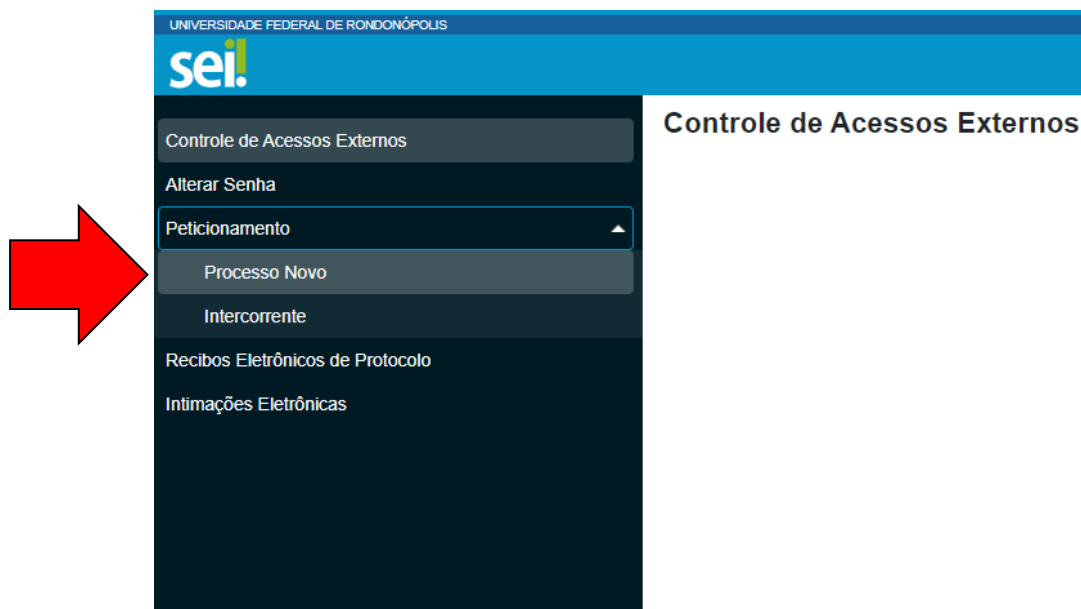 UNIVERSIDADE FEDERAL DE RONDONÓPOLIS
sei!
Controle de Acessos Externos
Controle de Acessos Externos
Alterar Senha
Peticionamento
Processo Novo
Intercorrente
Recibos Eletrônicos de Protocolo
Intimações Eletrônicas